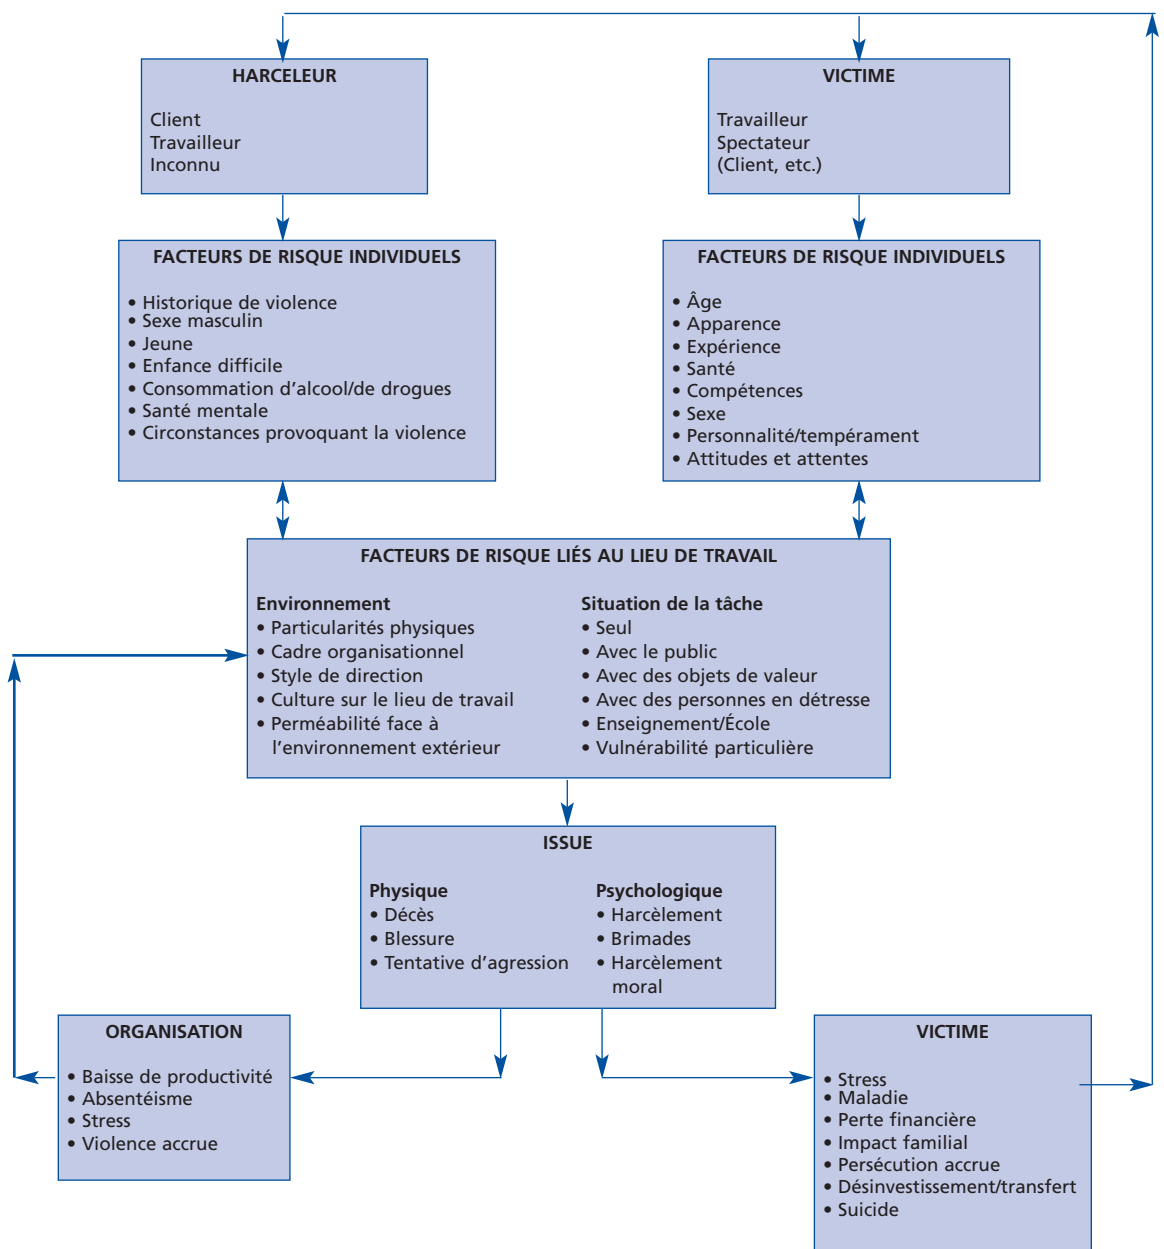 HARCELEUR
Client
Travailleur
Inconnu
VICTIME
Travailleur
Spectateur
(Client, etc.)
FACTEURS DE RISQUE INDIVIDUELS
• Historique de violence
• Sexe masculin
• Jeune
• Enfance difficile
• Consommation d'alcool/de drogues
• Santé mentale
• Circonstances provoquant la violence
FACTEURS DE RISQUE INDIVIDUELS
• Âge
• Apparence
• Expérience
• Santé
• Compétences
• Sexe
• Personnalité/tempérament
• Attitudes et attentes
FACTEURS DE RISQUE LIÉS AU LIEU DE TRAVAIL
Environnement
• Particularités physiques
• Cadre organisationnel
• Style de direction
• Culture sur le lieu de travail
• Perméabilité face à
l'environnement extérieur
Situation de la tâche
• Seul
• Avec le public
• Avec des objets de valeur
• Avec des personnes en détresse
• Enseignement/École
• Vulnérabilité particulière
ISSUE
Physique
• Décès
• Blessure
• Tentative d'agression
Psychologique
• Harcèlement
• Brimades
• Harcèlement
moral
ORGANISATION
• Baisse de productivité
• Absentéisme
• Stress
• Violence accrue
VICTIME
• Stress
• Maladie
• Perte financière
• Impact familial
• Persécution accrue
• Désinvestissement/transfert
• Suicide